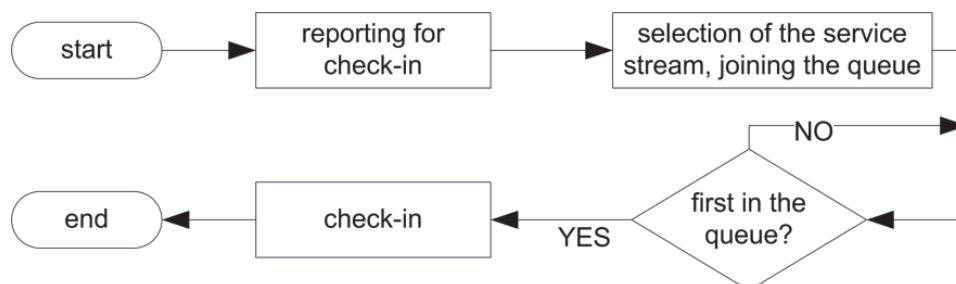 start
reporting for
check-in
selection of the service
stream, joining the queue
NO
first in the
queue?
YES
check-in
end